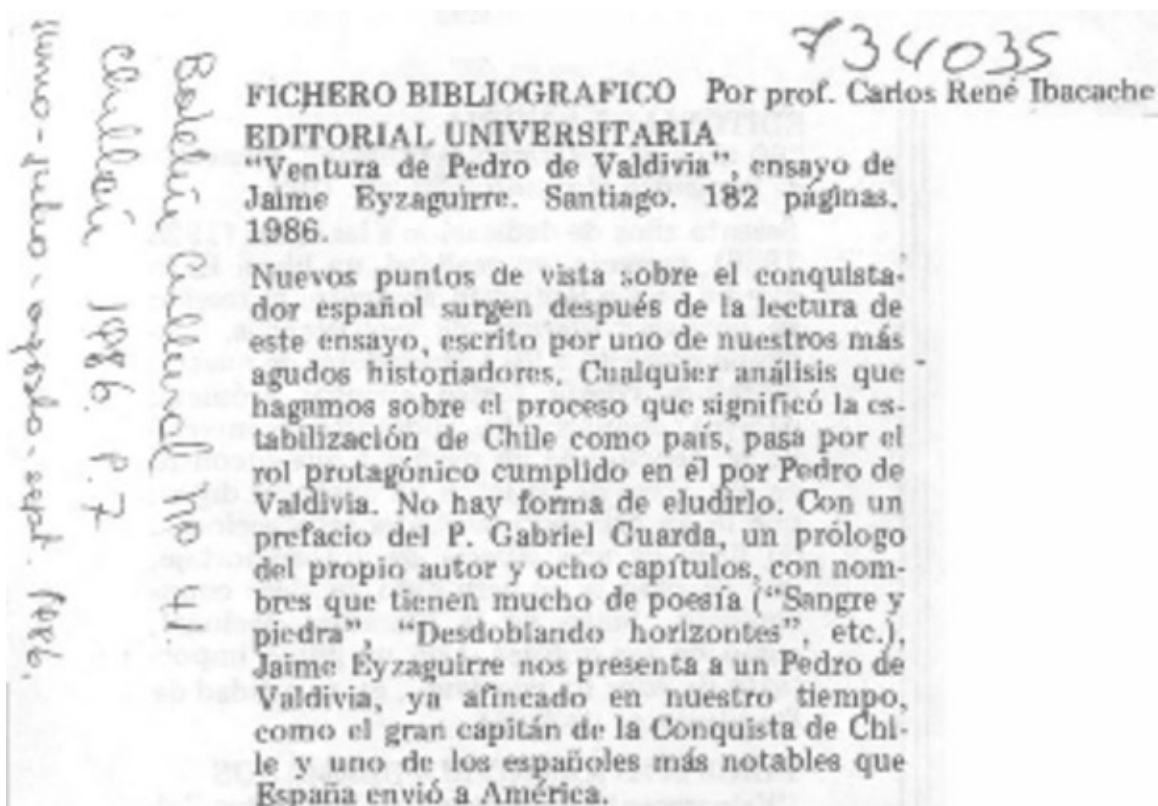 734035
FICHERO BIBLIOGRAFICO Por prof. Carlos René Ibacache
EDITORIAL UNIVERSITARIA
“Ventura de Pedro de Valdivia”, ensayo de
Jaime Eyzaguirre. Santiago. 182 páginas.
1986.
Nuevos puntos de vista sobre el conquista-
dor español surgen después de la lectura de
este ensayo, escrito por uno de nuestros más
agudos historiadores. Cualquier análisis que
hagamos sobre el proceso que significó la es-
tabilización de Chile como país, pasa por el
rol protagónico cumplido en él por Pedro de
Valdivia. No hay forma de eludirlo. Con un
prefacio del P. Gabriel Guarda, un prólogo
del propio autor y ocho capítulos, con nom-
bres que tienen mucho de poesía (“Sangre y
piedra”, “Desdoblando horizontes”, etc.),
Jaime Eyzaguirre nos presenta a un Pedro de
Valdivia, ya afincado en nuestro tiempo,
como el gran capitán de la Conquista de Chi-
le y uno de los españoles más notables que
España envió a América.
Boletín Cultural no 41.
Chillán 1986. P.7
junio-julio-agosto-sept. 1986.